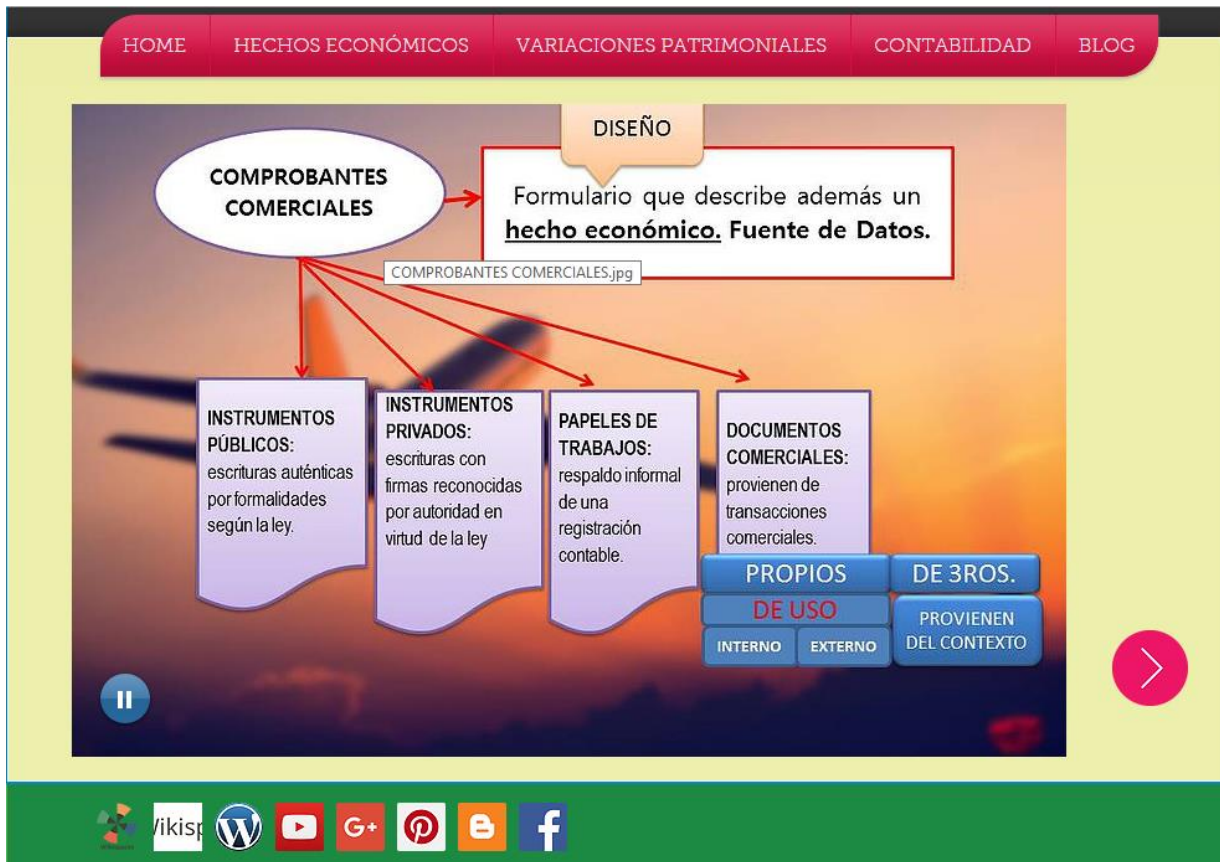 HOME HECHOS ECONÓMICOS VARIACIONES PATRIMONIALES CONTABILIDAD BLOG
DISEÑO
COMPROBANTES
COMERCIALES
Formulario que describe además un
hecho económico. Fuente de Datos.
COMPROBANTES COMERCIALES.jpg
INSTRUMENTOS
PÚBLICOS:
escrituras auténticas
por formalidades
según la ley.
INSTRUMENTOS
PRIVADOS:
escrituras con
firmas reconocidas
por autoridad en
virtud de la ley
PAPELES DE
TRABAJOS:
respaldo informal
de una
registración
contable.
DOCUMENTOS
COMERCIALES:
provienen de
transacciones
comerciales.
PROPIOS
DE USO
INTERNO EXTERNO
DE 3ROS.
PROVIENEN
DEL CONTEXTO
G+